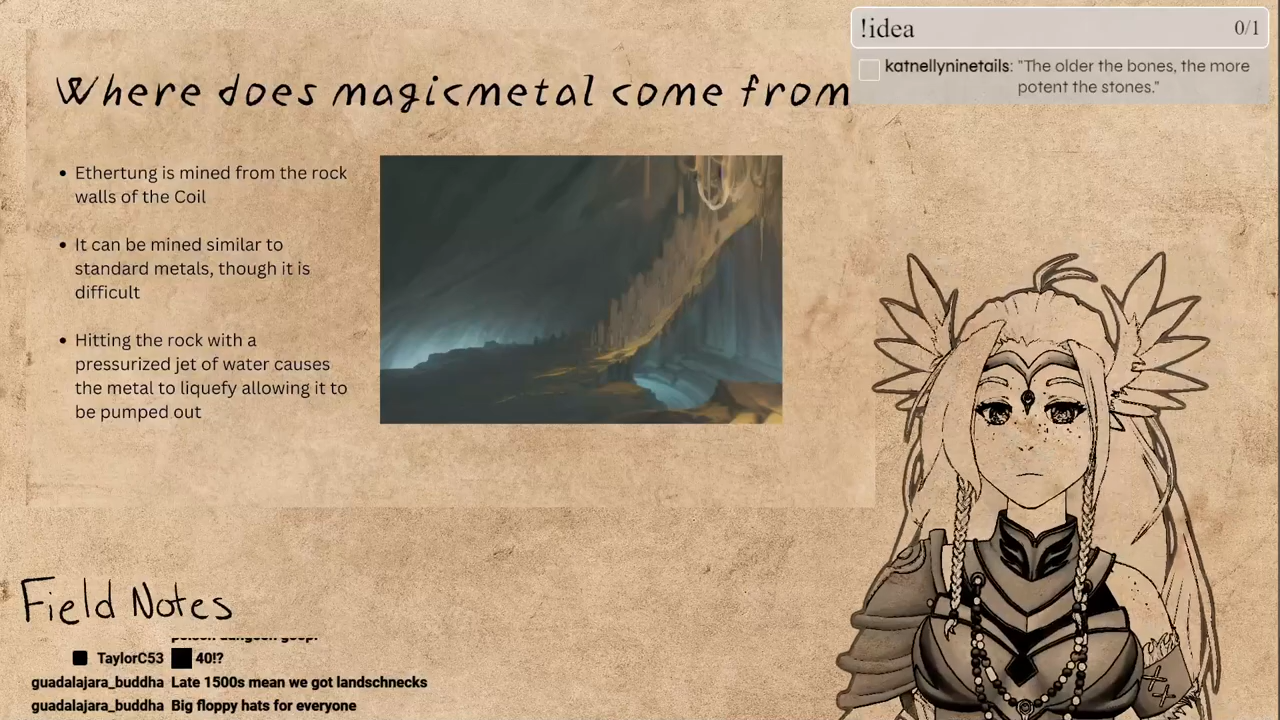 !idea 0/1
katnellyninetails: "The older the bones, the more
potent the stones."
Where does magicmetal come from
• Ethertung is mined from the rock
walls of the Coil
• It can be mined similar to
standard metals, though it is
difficult
• Hitting the rock with a
pressurized jet of water causes
the metal to liquefy allowing it to
be pumped out
Field Notes
TaylorC53 40!?
guadalajara_buddha Late 1500s mean we got landschnecks
guadalajara_buddha Big floppy hats for everyone